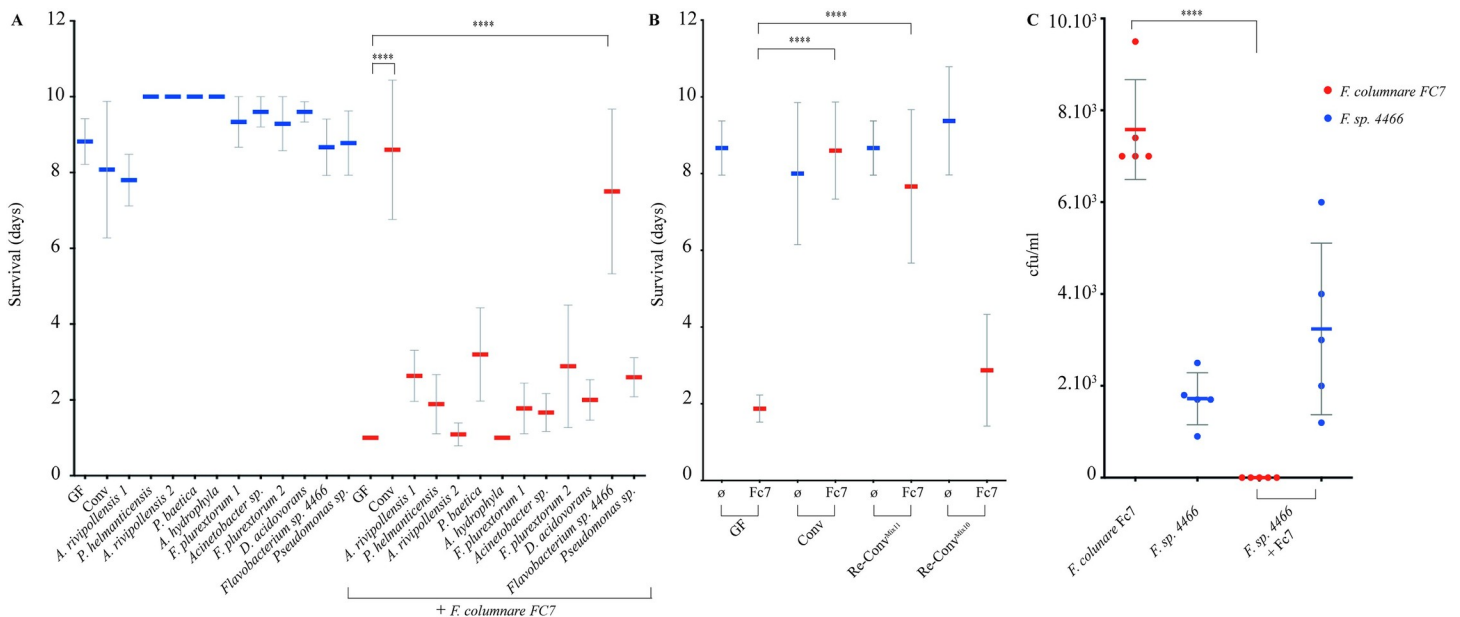 A
Survival (days)
12
10
8
6
4
2
0
****
****
GF
Conv
A. rivipollensis 1
P. helmanticensis
A. rivipollensis 2
P. baetica
A. hydrophyla
F. plurextorum 1
Acinetobacter sp.
F. plurextorum 2
D. acidovorans
Flavobacterium sp. 4466
Pseudomonas sp.
GF
Conv
A. rivipollensis 1
P. helmanticensis
A. rivipollensis 2
P. baetica
A. hydrophyla
F. plurextorum 1
Acinetobacter sp.
F. plurextorum 2
D. acidovorans
Flavobacterium sp. 4466
Pseudomonas sp.
+ F. columnare FC7
B
Survival (days)
12
10
8
6
4
2
0
****
****
ø Fc7 ø Fc7 ø Fc7 ø Fc7
GF
Conv
Re-Conv^Mix11
Re-Conv^Mix10
C
cfu/ml
10.10³
8.10³
6.10³
4.10³
2.10³
0
****
F. columnare FC7
F. sp. 4466
F. colunare Fc7
F. sp. 4466
F. sp. 4466
+ Fc7